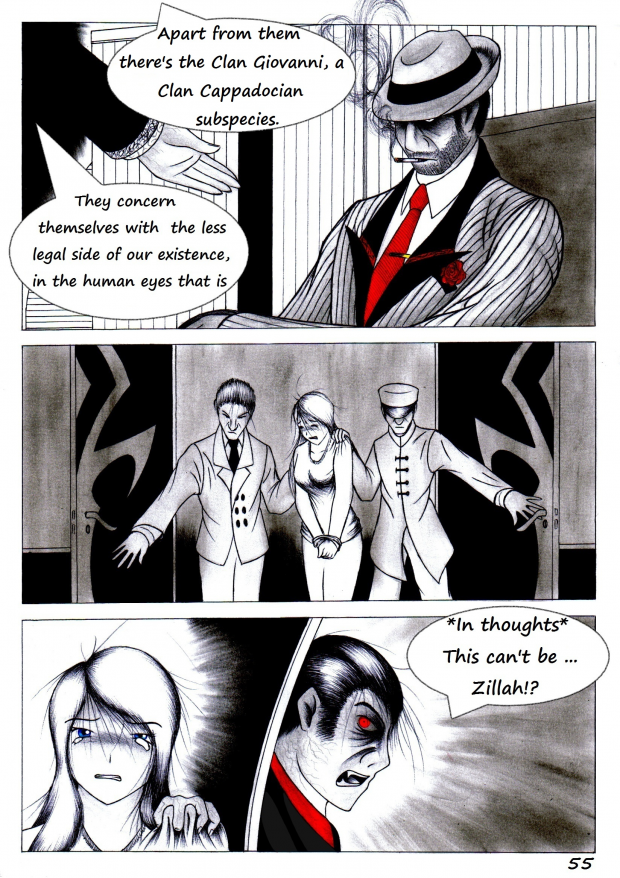 Apart from them
there's the Clan Giovanni, a
Clan Cappadocian
subspecies.
They concern
themselves with the less
legal side of our existence,
in the human eyes that is
*In thoughts*
This can't be ...
Zillah!?
55